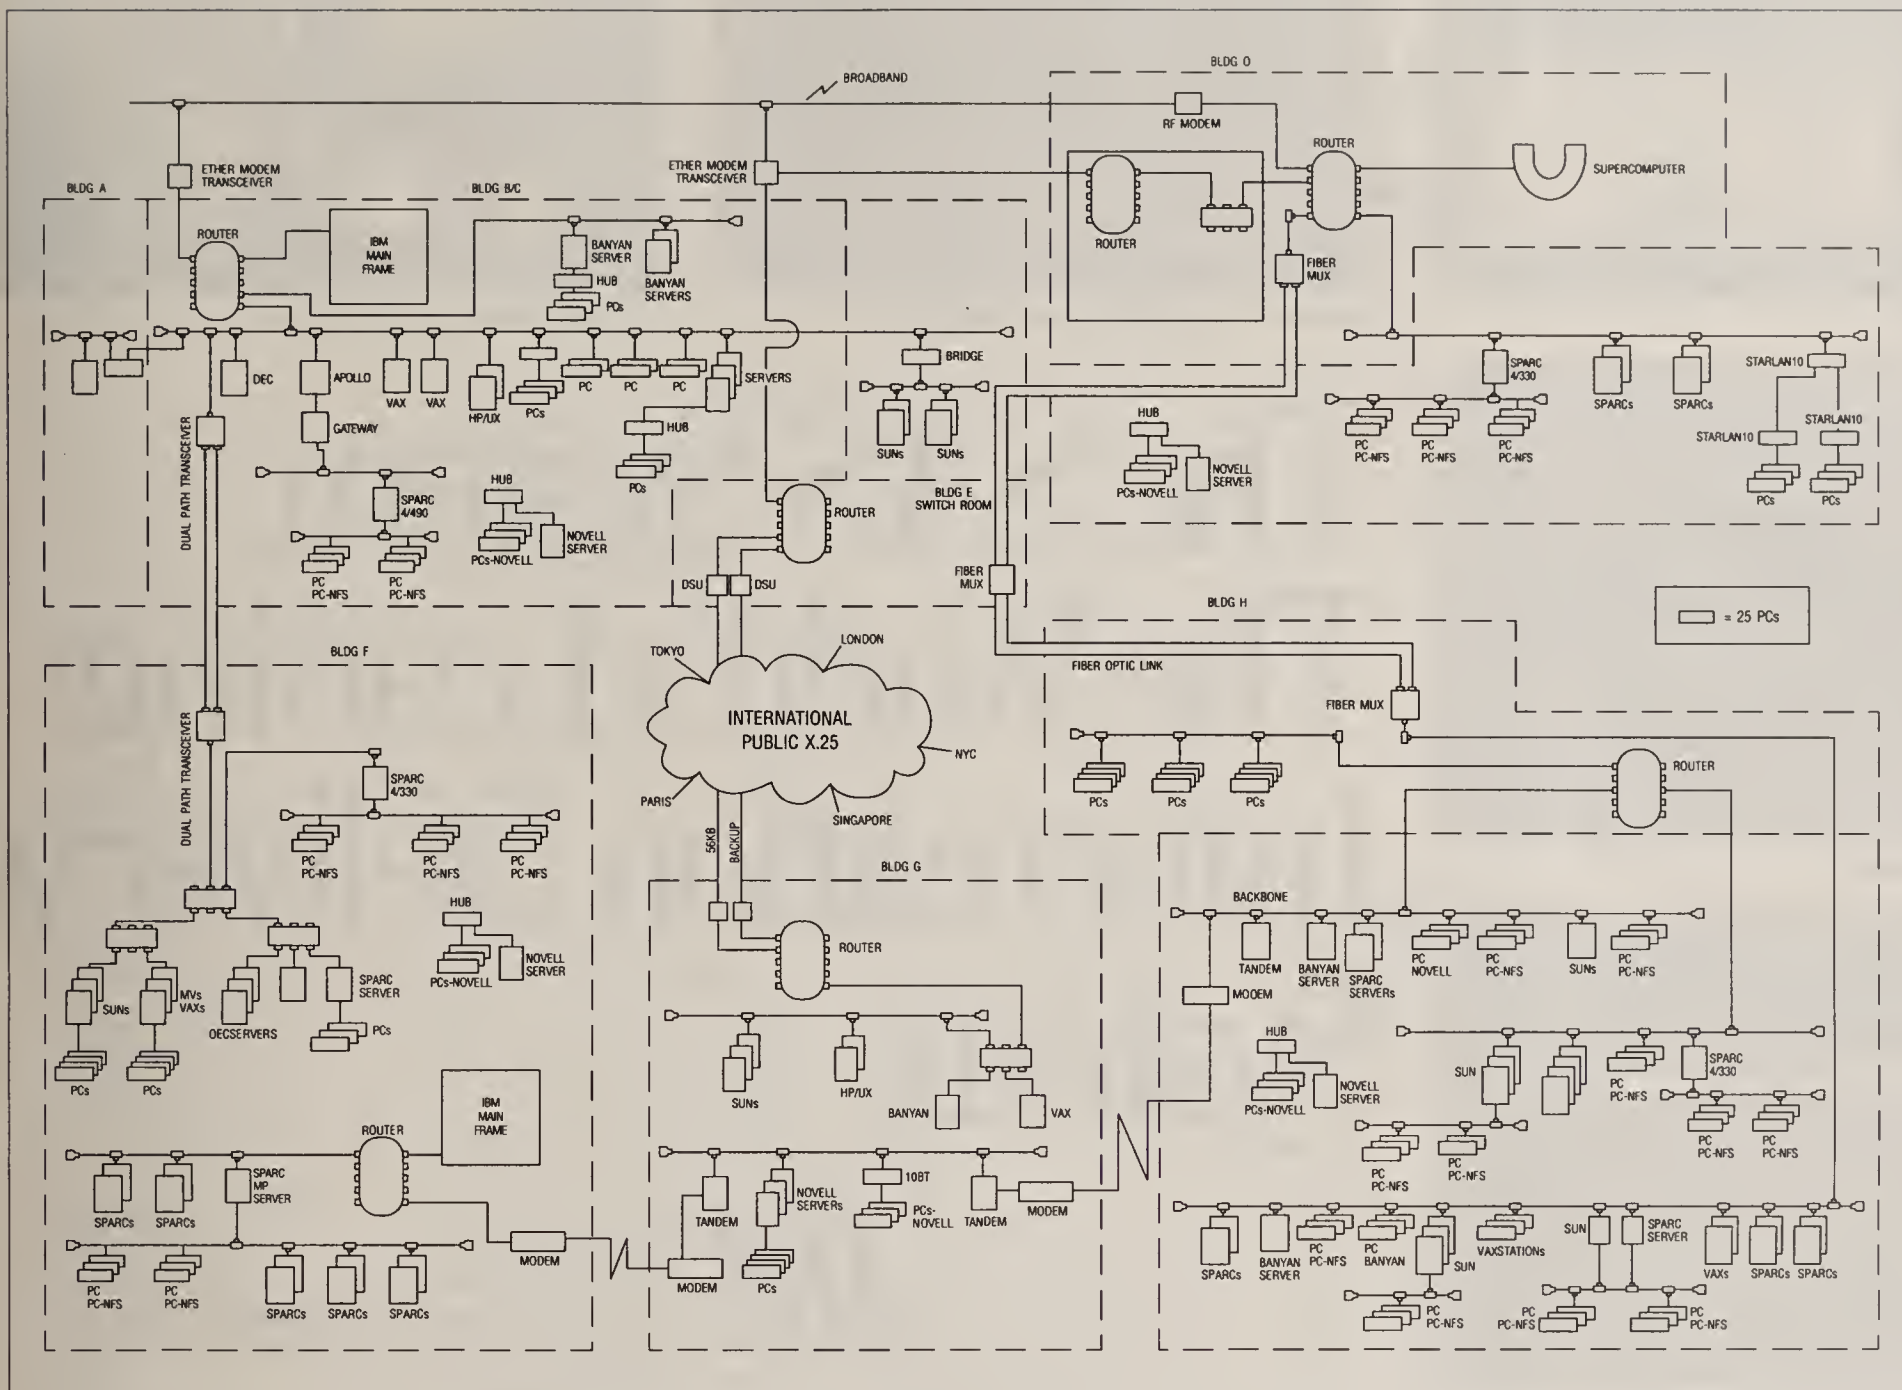 BLDG O
BROADBAND
RF MODEM
ROUTER
SUPERCOMPUTER
ETHER MODEM
TRANSCEIVER
ETHER MODEM
TRANSCEIVER
BLDG A
BLDG B/C
ROUTER
IBM
MAIN
FRAME
BANYAN
SERVER
HUB
PCs
BANYAN
SERVERS
ROUTER
FIBER
MUX
DEC
APOLLO
VAX
VAX
HP/UX
PCs
PC
PC
PC
SERVERS
BRIDGE
GATEWAY
HUB
PCs
SUNs
SUNs
DUAL PATH TRANSCEIVER
SPARC
4/490
PC
PC-NFS
PC
PC-NFS
HUB
PCs-NOVELL
NOVELL
SERVER
BLDG E
SWITCH ROOM
ROUTER
DSU
DSU
FIBER
MUX
SPARC
4/330
SPARCs
SPARCs
STARLAN10
STARLAN10
STARLAN10
PCs
PCs
PC
PC-NFS
PC
PC-NFS
PC
PC-NFS
HUB
PCs-NOVELL
NOVELL
SERVER
= 25 PCs
BLDG H
FIBER OPTIC LINK
FIBER MUX
PCs
PCs
PCs
ROUTER
TOKYO
LONDON
INTERNATIONAL
PUBLIC X.25
NYC
PARIS
SINGAPORE
56KB
BACKUP
BLDG F
DUAL PATH TRANSCEIVER
SPARC
4/330
PC
PC-NFS
PC
PC-NFS
PC
PC-NFS
HUB
PCs-NOVELL
NOVELL
SERVER
SUNs
MVs
VAXs
OECSERVERS
SPARC
SERVER
PCs
PCs
PCs
IBM
MAIN
FRAME
ROUTER
SPARCs
SPARCs
SPARC
MP
SERVER
PC
PC-NFS
PC
PC-NFS
SPARCs
SPARCs
SPARCs
MODEM
BLDG G
ROUTER
SUNs
HP/UX
BANYAN
VAX
TANDEM
NOVELL
SERVERs
PCs
10BT
PCs-
NOVELL
TANDEM
MODEM
MODEM
BACKBONE
TANDEM
BANYAN
SERVER
SPARC
SERVERs
PC
NOVELL
PC
PC-NFS
SUNs
PC
PC-NFS
MODEM
HUB
PCs-NOVELL
NOVELL
SERVER
SUN
PC
PC-NFS
SPARC
4/330
PC
PC-NFS
PC
PC-NFS
PC
PC-NFS
PC
PC-NFS
SPARCs
BANYAN
SERVER
PC
PC-NFS
PC
BANYAN
SUN
VAXSTATIONs
SUN
SPARC
SERVER
VAXs
SPARCs
SPARCs
PC
PC-NFS
PC
PC-NFS
PC
PC-NFS